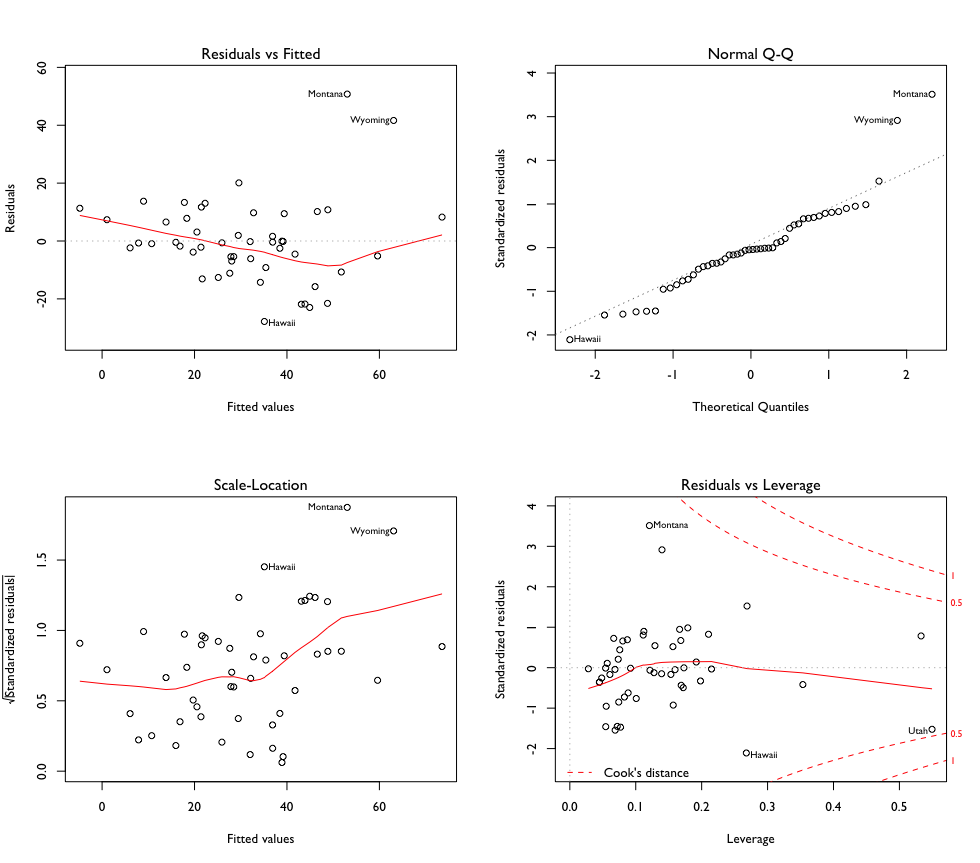 Residuals vs Fitted
Residuals
60
40
20
0
-20
Montana
Wyoming
Hawaii
0 20 40 60
Fitted values
Normal Q-Q
Standardized residuals
4
3
2
1
0
-1
-2
Montana
Wyoming
Hawaii
-2 -1 0 1 2
Theoretical Quantiles
Scale-Location
√|Standardized residuals|
1.5
1.0
0.5
0.0
Montana
Wyoming
Hawaii
0 20 40 60
Fitted values
Residuals vs Leverage
Standardized residuals
4
3
2
1
0
-1
-2
Montana
1
0.5
Utah
0.5
Hawaii
1
Cook's distance
0.0 0.1 0.2 0.3 0.4 0.5
Leverage